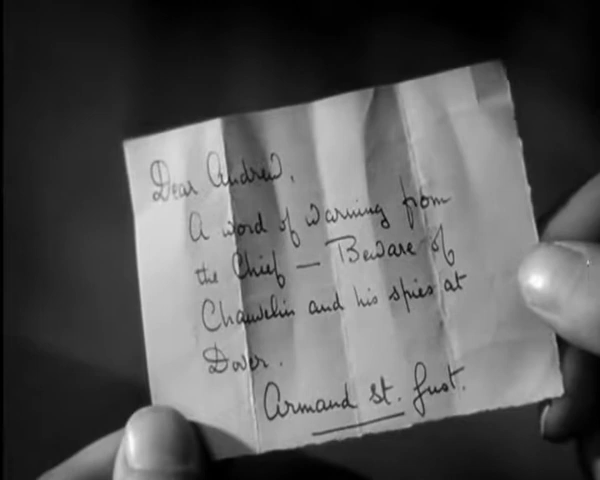 Dear Andrew,
A word of warning from
the Chief — Beware of
Chauvelin and his spies at
Dover.
Armand St. Just.